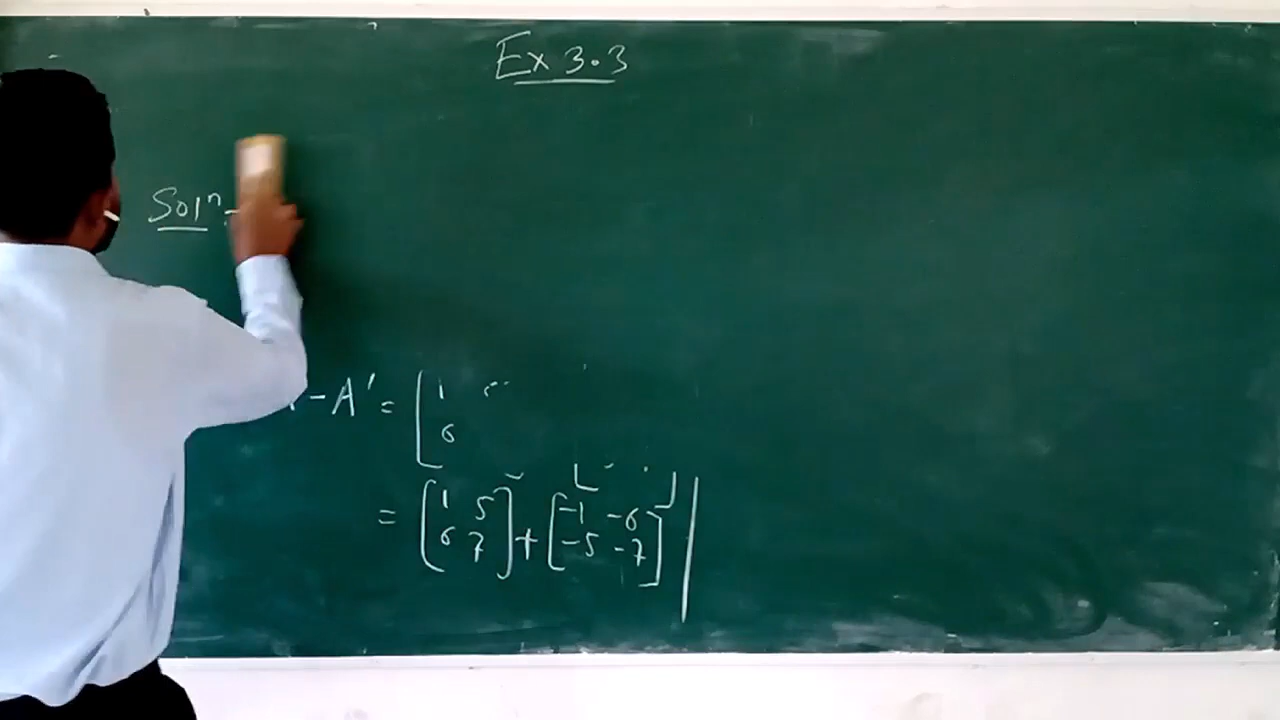 Ex 3.3
Solⁿ -
- A' = [1
6
= [1 5
6 7] + [-1 -6
-5 -7]